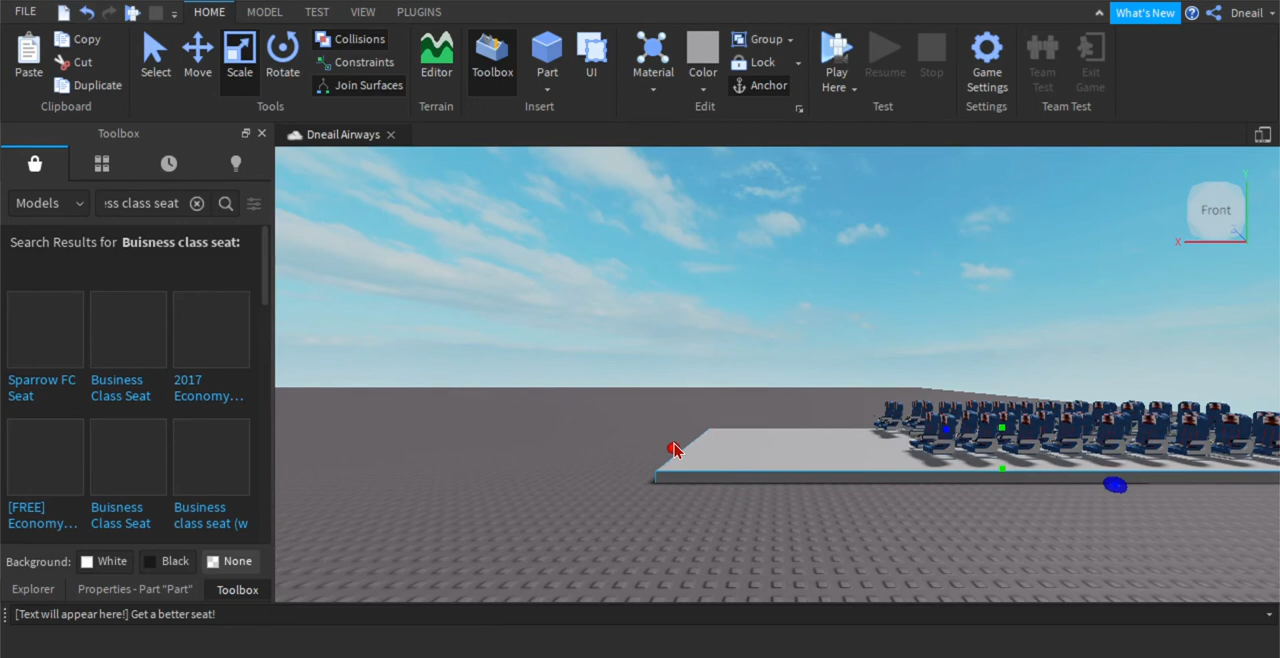 FILE HOME MODEL TEST VIEW PLUGINS What's New Dneail
Paste Copy Cut Duplicate Clipboard
Select Move Scale Rotate Collisions Constraints Join Surfaces Tools
Editor Terrain
Toolbox Part UI Insert
Material Color Group Lock Anchor Edit
Play Here Resume Stop Test
Game Settings Settings
Team Test Exit Game Team Test
Toolbox
Dneail Airways
Models
ss class seat
Search Results for Buisness class seat:
Sparrow FC Seat
Business Class Seat
2017 Economy...
[FREE] Economy...
Buisness Class Seat
Business class seat (w
Background: White Black None
Explorer Properties - Part "Part" Toolbox
[Text will appear here!] Get a better seat!
Front
X
Y
Z